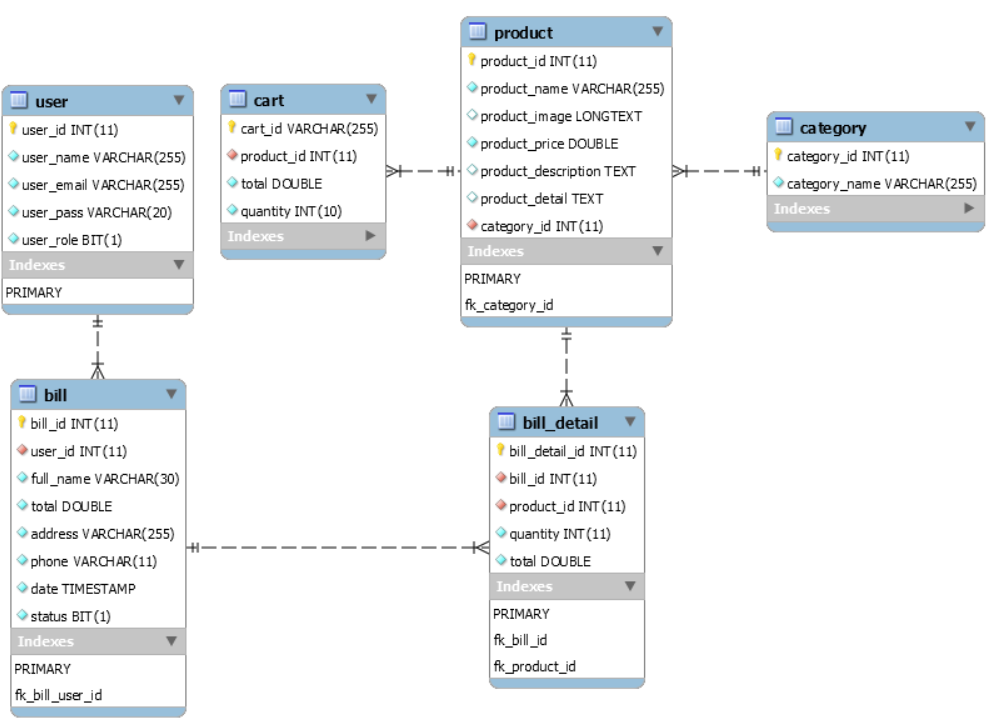 user
user_id INT(11)
user_name VARCHAR(255)
user_email VARCHAR(255)
user_pass VARCHAR(20)
user_role BIT(1)
Indexes
PRIMARY
cart
cart_id VARCHAR(255)
product_id INT(11)
total DOUBLE
quantity INT(10)
Indexes
product
product_id INT(11)
product_name VARCHAR(255)
product_image LONGTEXT
product_price DOUBLE
product_description TEXT
product_detail TEXT
category_id INT(11)
Indexes
PRIMARY
fk_category_id
category
category_id INT(11)
category_name VARCHAR(255)
Indexes
bill
bill_id INT(11)
user_id INT(11)
full_name VARCHAR(30)
total DOUBLE
address VARCHAR(255)
phone VARCHAR(11)
date TIMESTAMP
status BIT(1)
Indexes
PRIMARY
fk_bill_user_id
bill_detail
bill_detail_id INT(11)
bill_id INT(11)
product_id INT(11)
quantity INT(11)
total DOUBLE
Indexes
PRIMARY
fk_bill_id
fk_product_id